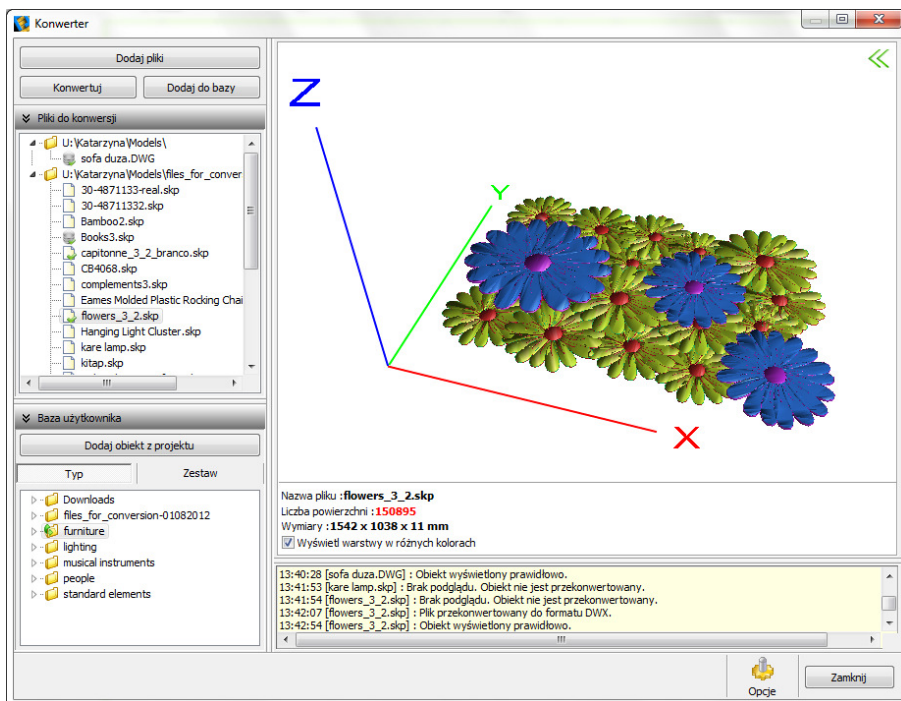 Konwerter
Dodaj pliki
Konwertuj
Dodaj do bazy
Pliki do konwersji
U:\Katarzyna\Models\
sofa duza.DWG
U:\Katarzyna\Models\files_for_conver
30-4871133-real.skp
30-48711332.skp
Bamboo2.skp
Books3.skp
capitonne_3_2_branco.skp
CB4068.skp
complements3.skp
Eames Molded Plastic Rocking Chai
flowers_3_2.skp
Hanging Light Cluster.skp
kare lamp.skp
kitap.skp
Baza użytkownika
Dodaj obiekt z projektu
Typ
Zestaw
Downloads
files_for_conversion-01082012
furniture
lighting
musical instruments
people
standard elements
Z
Y
X
Nazwa pliku :flowers_3_2.skp
Liczba powierzchni :150895
Wymiary :1542 x 1038 x 11 mm
Wyświetl warstwy w różnych kolorach
13:40:28 [sofa duza.DWG] : Obiekt wyświetlony prawidłowo.
13:41:53 [kare lamp.skp] : Brak podglądu. Obiekt nie jest przekonwertowany.
13:41:54 [flowers_3_2.skp] : Brak podglądu. Obiekt nie jest przekonwertowany.
13:42:07 [flowers_3_2.skp] : Plik przekonwertowany do formatu DWX.
13:42:54 [flowers_3_2.skp] : Obiekt wyświetlony prawidłowo.
Opcje
Zamknij